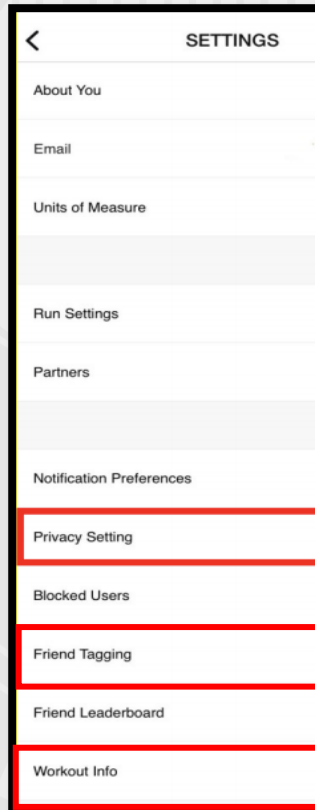 SETTINGS
About You
Email
Units of Measure
Run Settings
Partners
Notification Preferences
Privacy Setting
Blocked Users
Friend Tagging
Friend Leaderboard
Workout Info